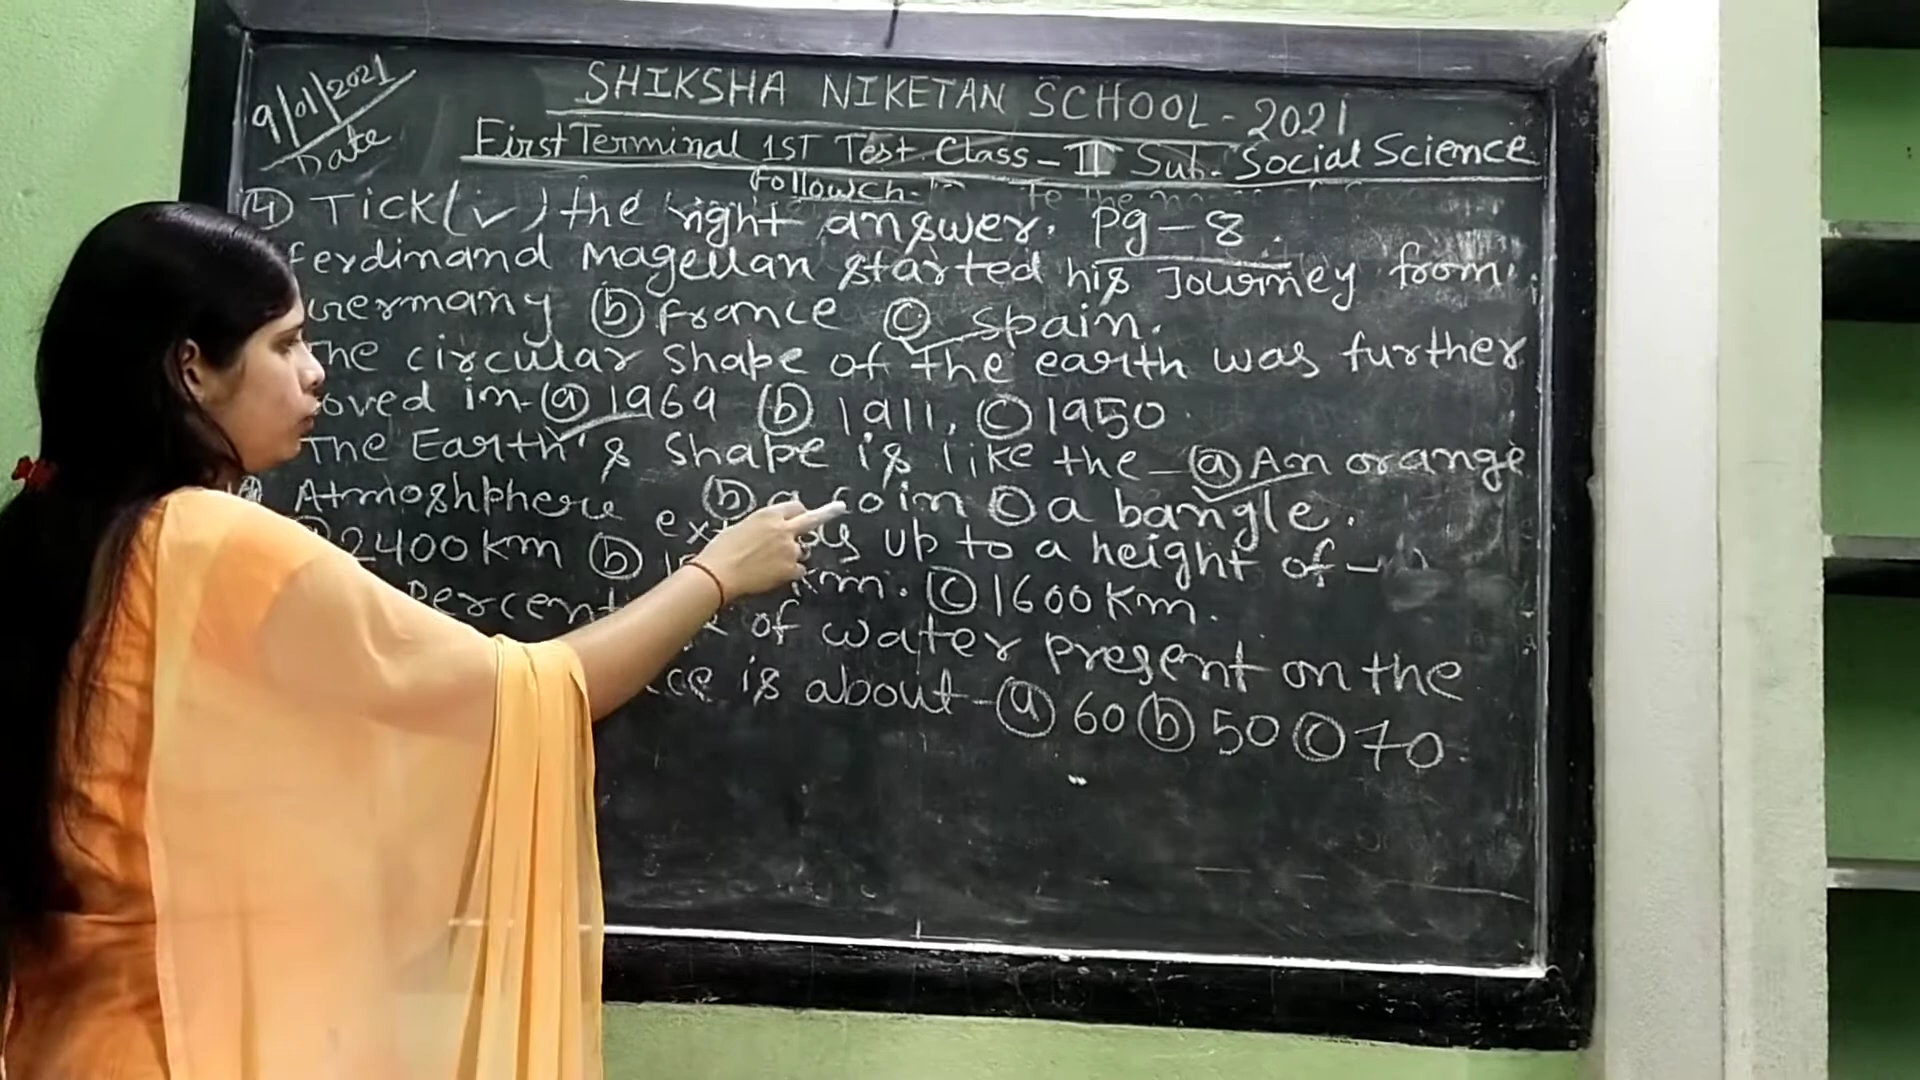 9/01/2021
Date
SHIKSHA NIKETAN SCHOOL - 2021
First Terminal 1ST Test Class - II Sub. Social Science
Follow Ch-
④ Tick (✓) the right answer. Pg - 8
Ferdinand Magellan started his Journey from
Germany ⓑ France ⓒ Spain.
The circular shape of the earth was further
oved in - ⓐ 1969 ⓑ 1911, ⓒ 1950
The Earth's shape is like the - ⓐ An orange
ⓑ a coin ⓒ a bangle.
Atmoshphere up to a height of -
2400 km ⓑ km. ⓒ 1600 km.
of water present on the
is about - ⓐ 60 ⓑ 50 ⓒ 70